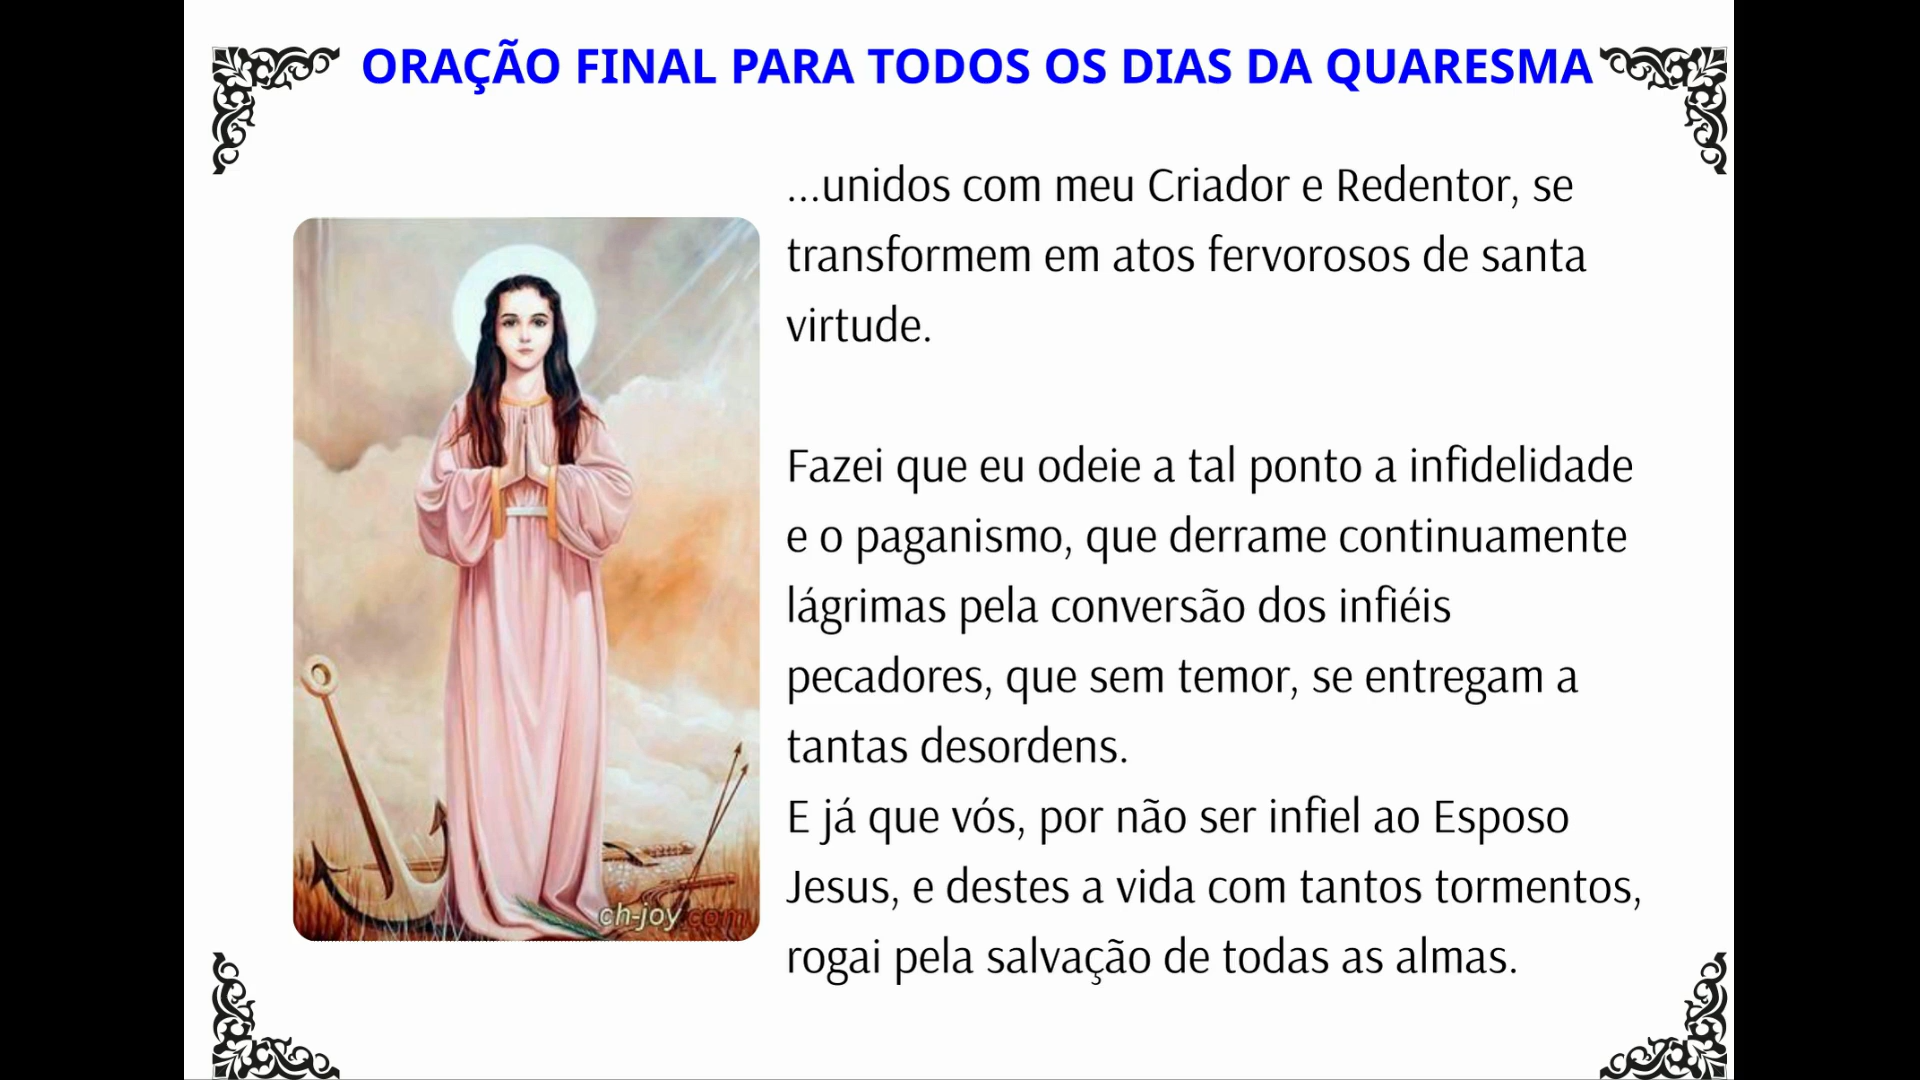 ORAÇÃO FINAL PARA TODOS OS DIAS DA QUARESMA
...unidos com meu Criador e Redentor, se
transformem em atos fervorosos de santa
virtude.
Fazei que eu odeie a tal ponto a infidelidade
e o paganismo, que derrame continuamente
lágrimas pela conversão dos infiéis
pecadores, que sem temor, se entregam a
tantas desordens.
E já que vós, por não ser infiel ao Esposo
Jesus, e destes a vida com tantos tormentos,
rogai pela salvação de todas as almas.
ch-joy.com